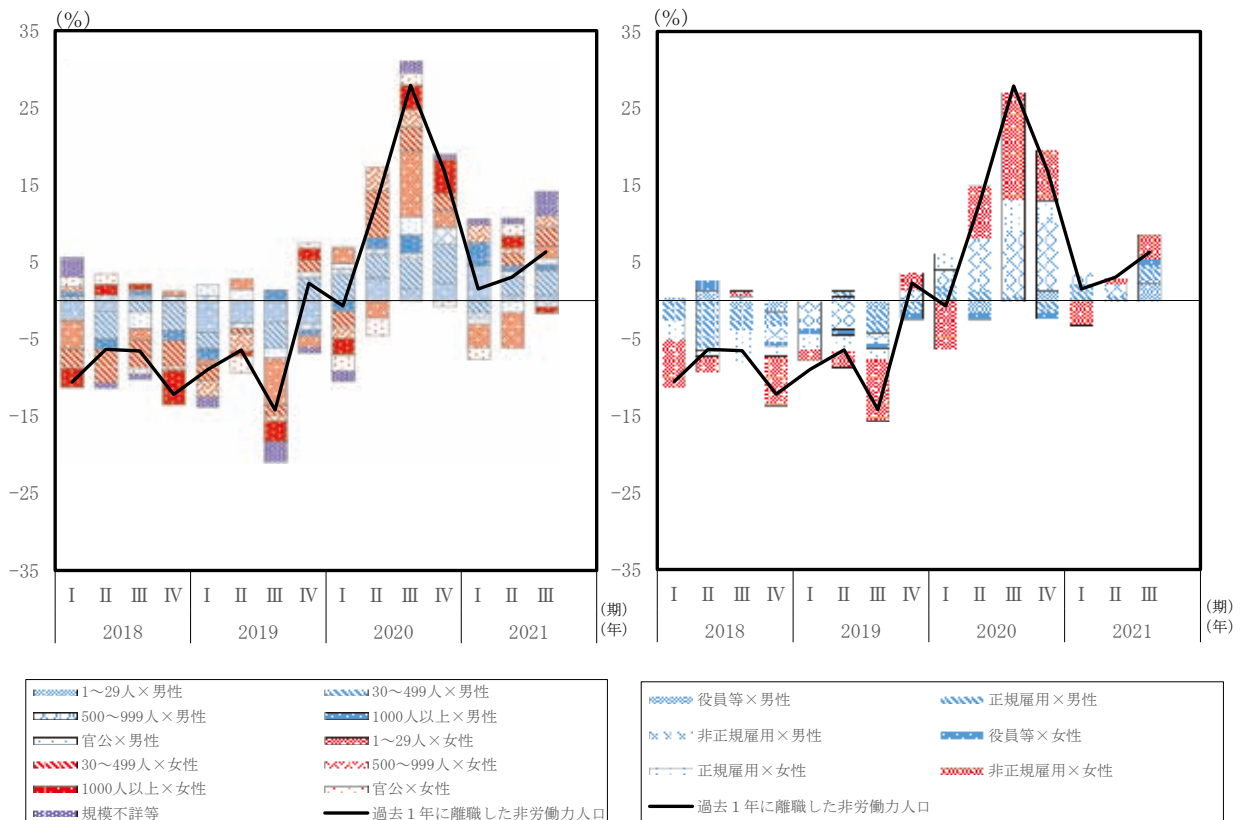 (%)
35
25
15
5
-5
-15
-25
-35
Ⅰ Ⅱ Ⅲ Ⅳ Ⅰ Ⅱ Ⅲ Ⅳ Ⅰ Ⅱ Ⅲ Ⅳ Ⅰ Ⅱ Ⅲ (期)
2018 2019 2020 2021 (年)
1～29人×男性 30～499人×男性
500～999人×男性 1000人以上×男性
官公×男性 1～29人×女性
30～499人×女性 500～999人×女性
1000人以上×女性 官公×女性
規模不詳等 過去１年に離職した非労働力人口
(%)
35
25
15
5
-5
-15
-25
-35
Ⅰ Ⅱ Ⅲ Ⅳ Ⅰ Ⅱ Ⅲ Ⅳ Ⅰ Ⅱ Ⅲ Ⅳ Ⅰ Ⅱ Ⅲ (期)
2018 2019 2020 2021 (年)
役員等×男性 正規雇用×男性
非正規雇用×男性 役員等×女性
正規雇用×女性 非正規雇用×女性
過去１年に離職した非労働力人口